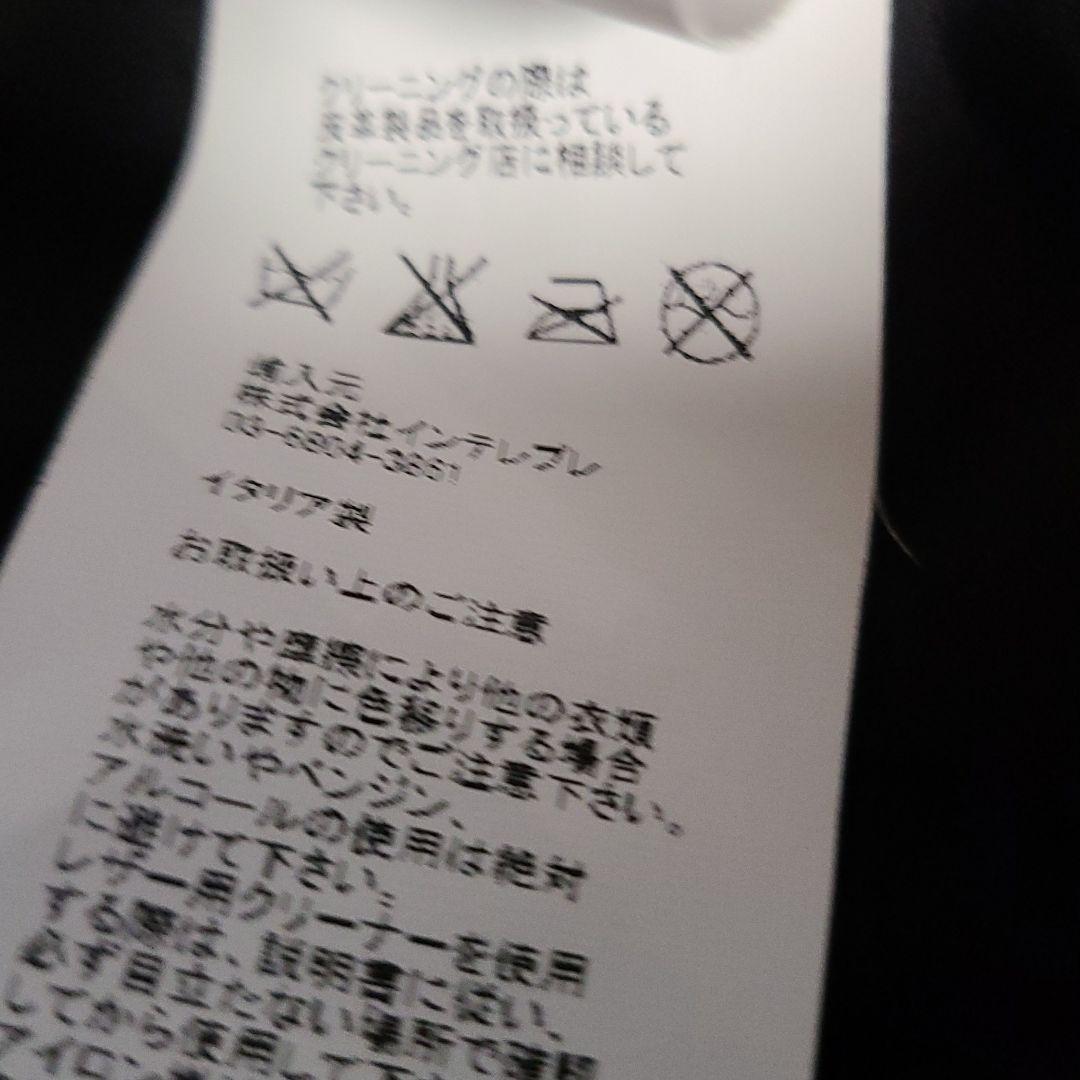 クリーニングの際は
皮革製品を取扱っている
クリーニング店に相談して
下さい。
導入元
株式会社インテレプレ
03-6804-3861
イタリア製
お取扱い上のご注意
水分や摩擦により他の衣類
や他の物に色移りする場合
がありますのでご注意下さい。
水洗いやベンジン、
アルコールの使用は絶対
に避けて下さい。
レザー用クリーナーを使用
する際は、説明書に従い、
必ず目立たない場所で確認
してから使用して下
アイロン